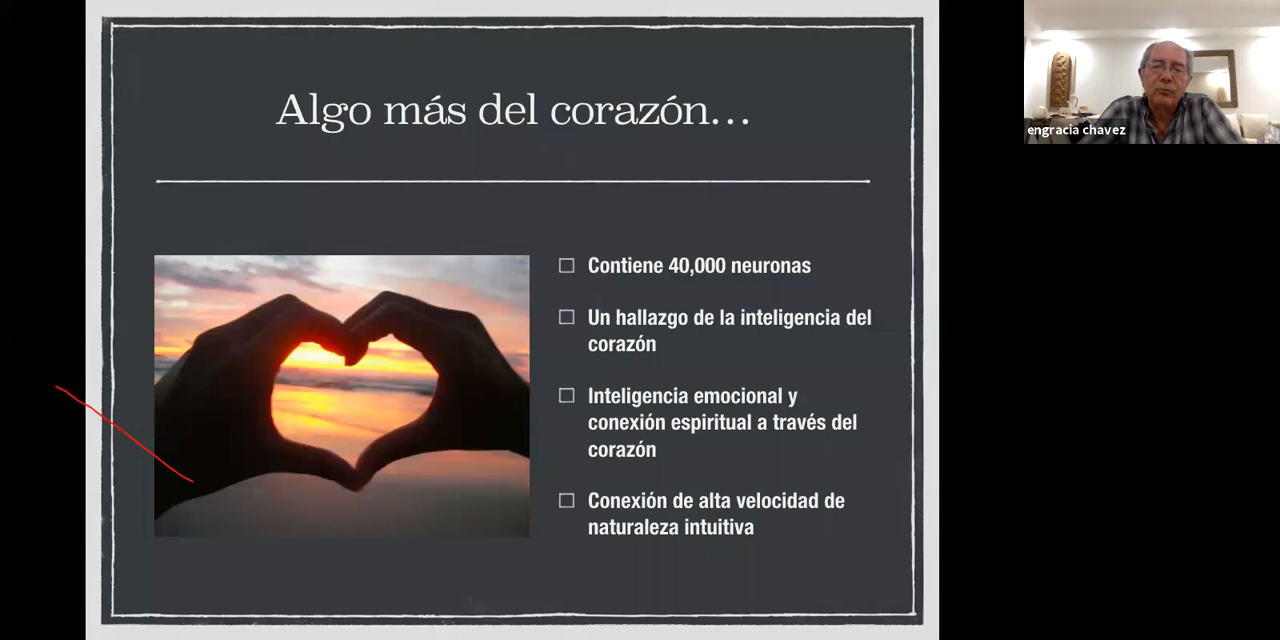 Algo más del corazón...
Contiene 40,000 neuronas
Un hallazgo de la inteligencia del
corazón
Inteligencia emocional y
conexión espiritual a través del
corazón
Conexión de alta velocidad de
naturaleza intuitiva
engracia chavez